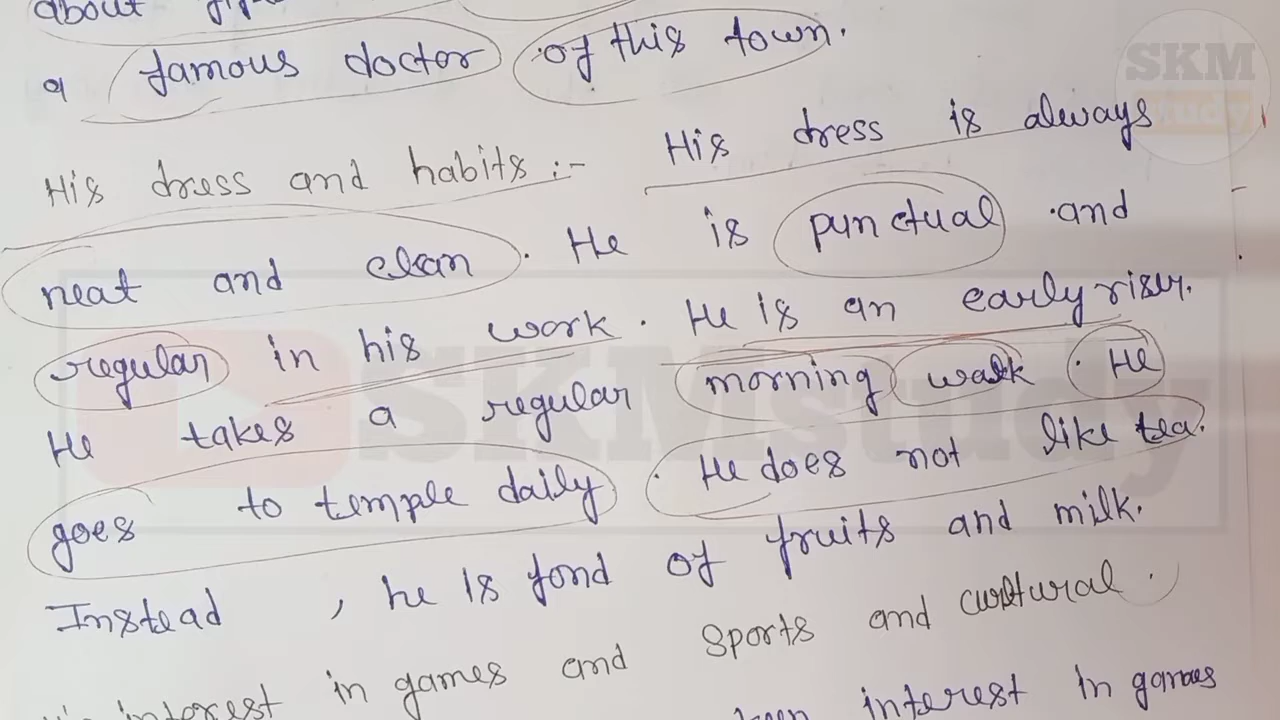 about
a famous doctor of this town.
His dress and habits :- His dress is always
neat and clean. He is punctual and
regular in his work. He is an early riser.
He takes a regular morning walk. He
goes to temple daily. He does not like tea.
Instead, he is fond of fruits and milk.
interest in games and sports and cultural.
interest in games
SKM
study
SKMstudy